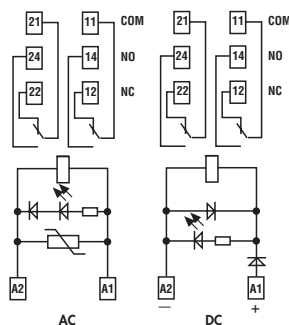 21 11 COM 21 11 COM
24 14 NO 24 14 NO
22 12 NC 22 12 NC
A2 A1 A2 A1
— +
AC DC